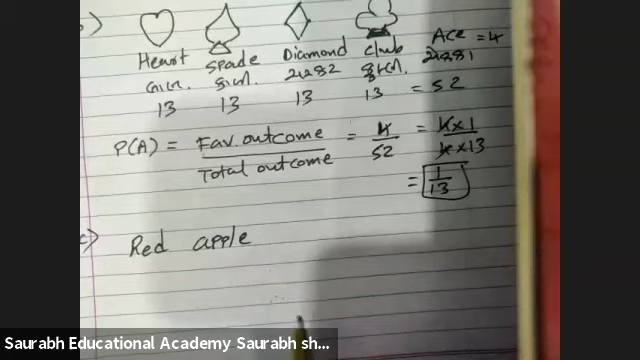 Heart Spade Diamond Club Ace = 4
13 13 13 13 = 52
P(A) = Fav. outcome / Total outcome = 4/52 = 4×1 / 4×13
= 1/13
Red apple
Saurabh Educational Academy Saurabh sh...